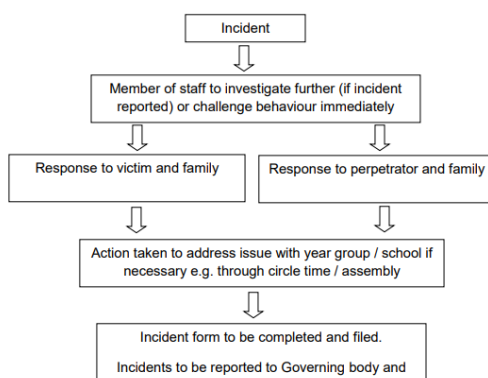 Incident
Member of staff to investigate further (if incident
reported) or challenge behaviour immediately
Response to victim and family
Response to perpetrator and family
Action taken to address issue with year group / school if
necessary e.g. through circle time / assembly
Incident form to be completed and filed.
Incidents to be reported to Governing body and